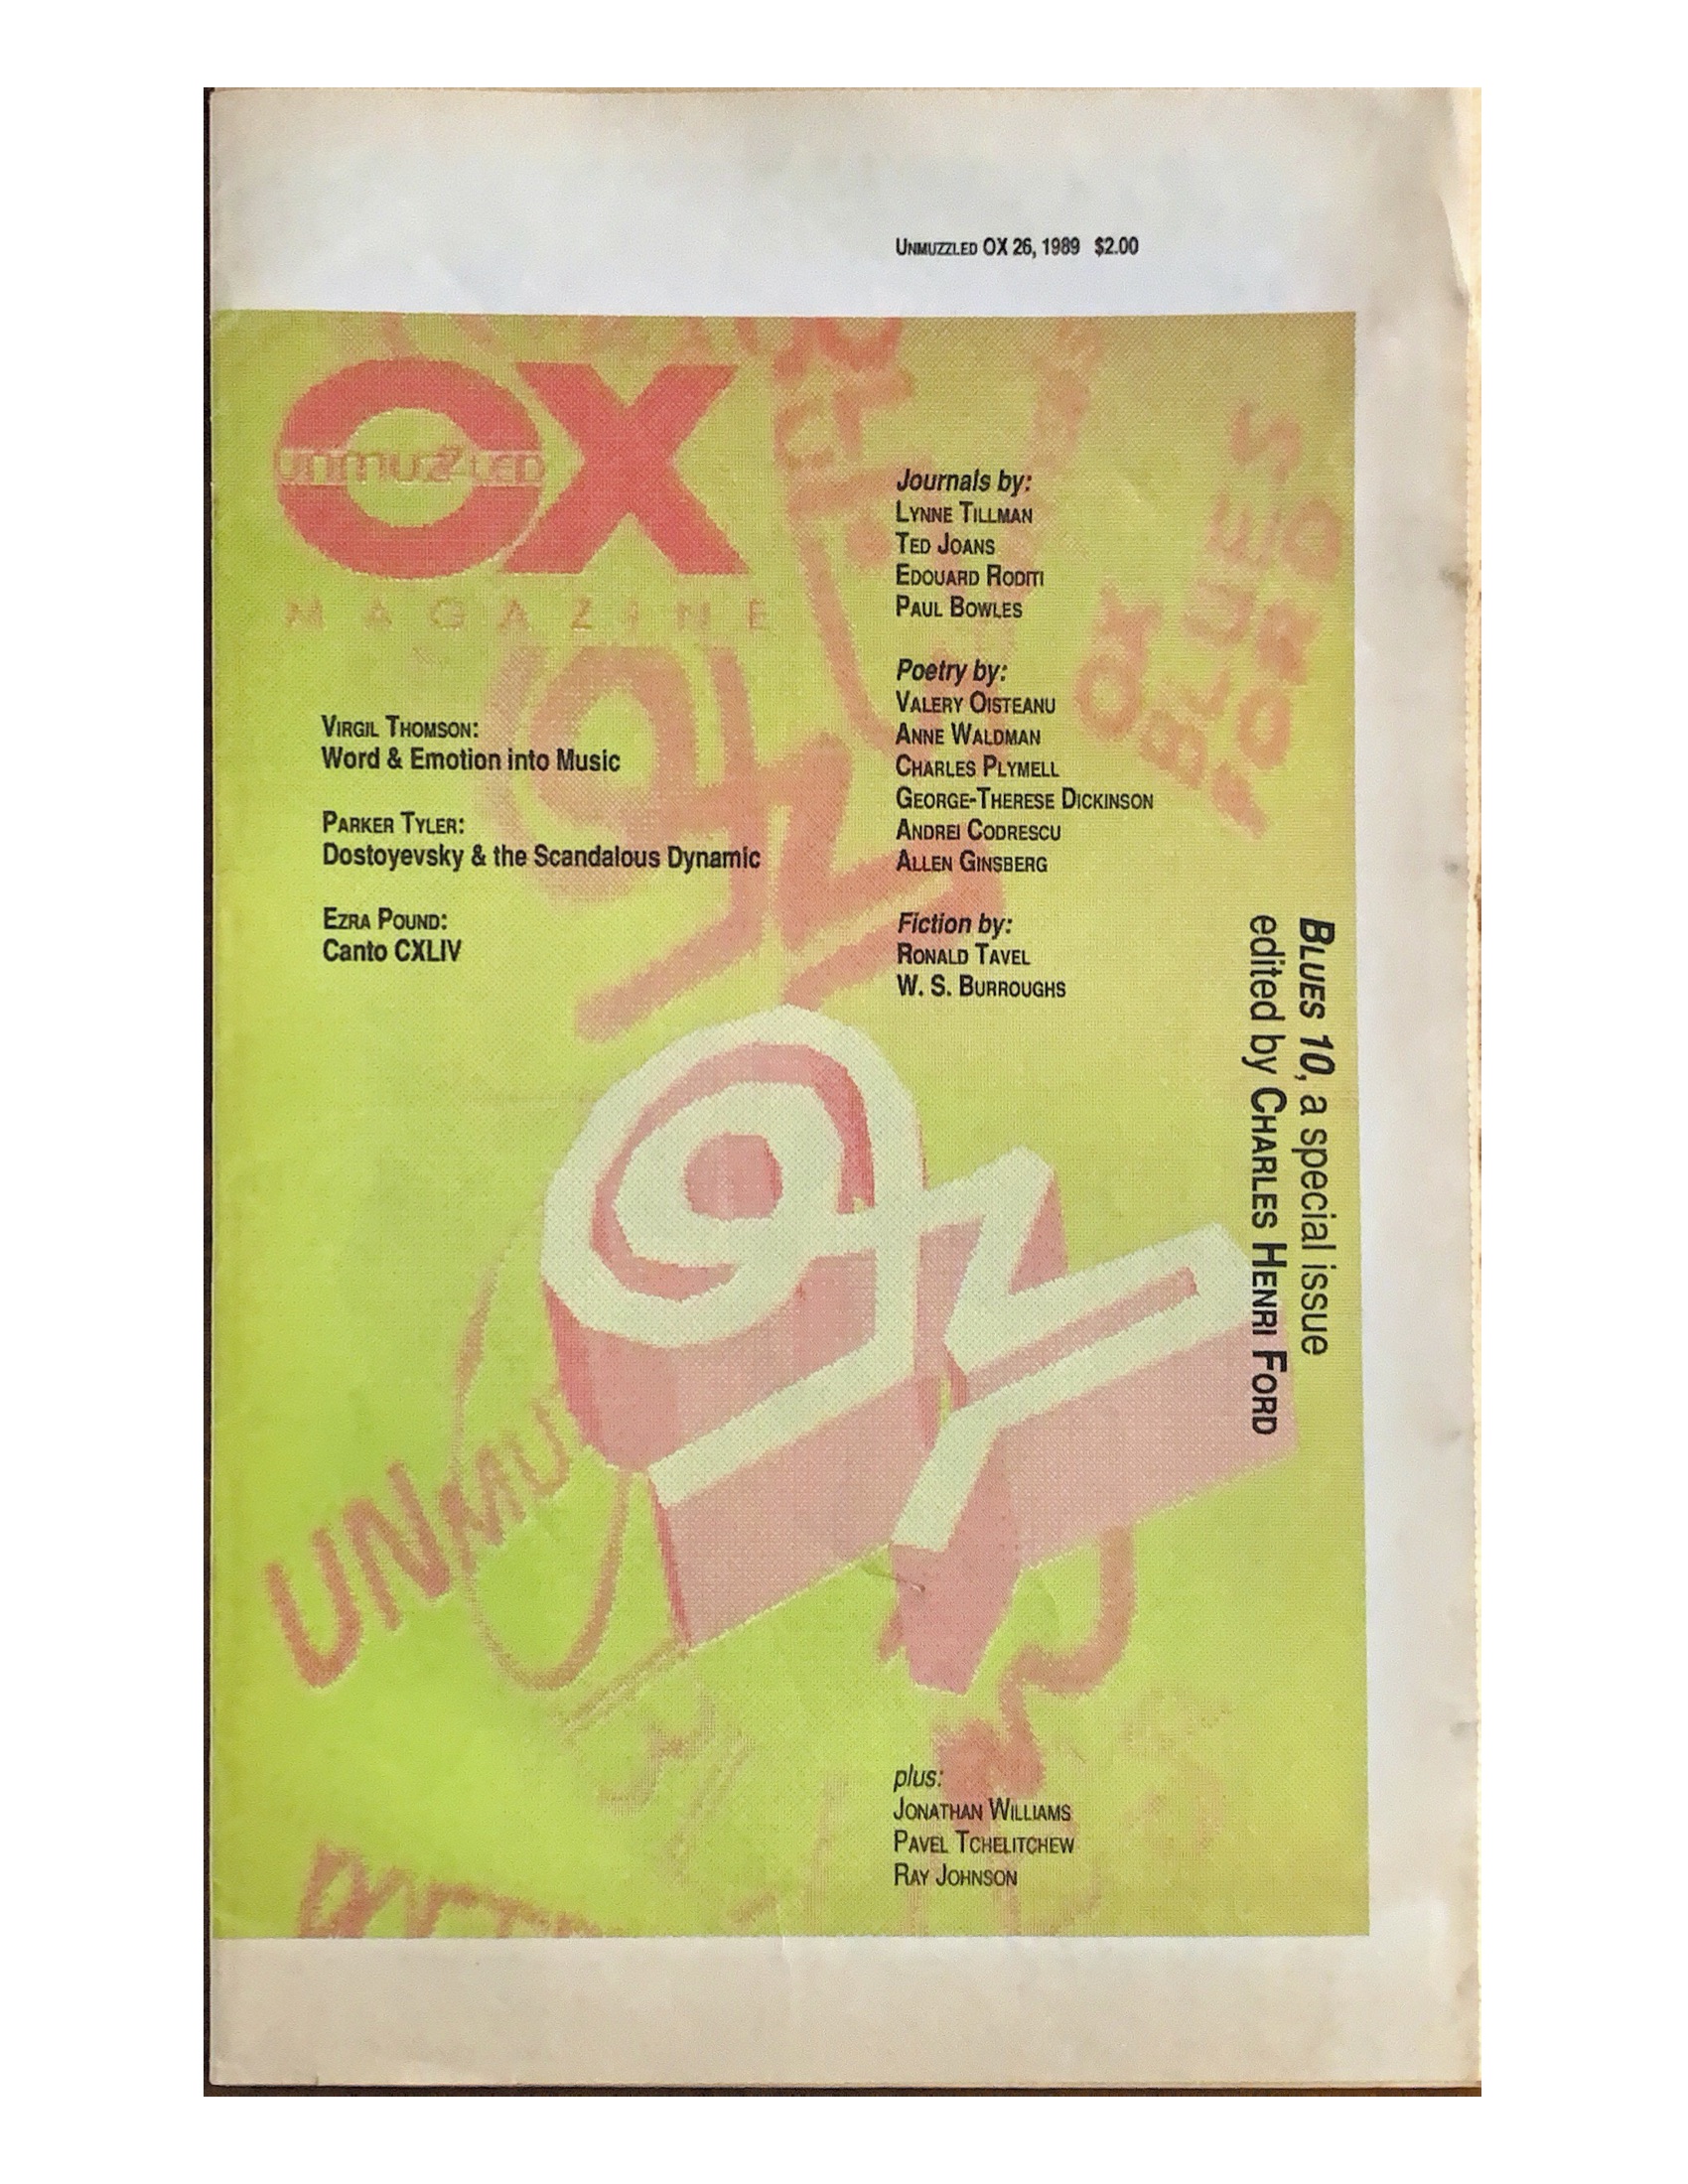 UNMUZZLED OX 26, 1989 $2.00
OX
unmuzzLED
MAGAZINE
Journals by:
LYNNE TILLMAN
TED JOANS
EDOUARD RODITI
PAUL BOWLES
Poetry by:
VALERY OISTEANU
ANNE WALDMAN
CHARLES PLYMELL
GEORGE-THERESE DICKINSON
ANDREI CODRESCU
ALLEN GINSBERG
Fiction by:
RONALD TAVEL
W. S. BURROUGHS
VIRGIL THOMSON:
Word & Emotion into Music
PARKER TYLER:
Dostoyevsky & the Scandalous Dynamic
EZRA POUND:
Canto CXLIV
BLUES 10, a special issue
edited by CHARLES HENRI FORD
UNMU
plus:
JONATHAN WILLIAMS
PAVEL TCHELITCHEW
RAY JOHNSON